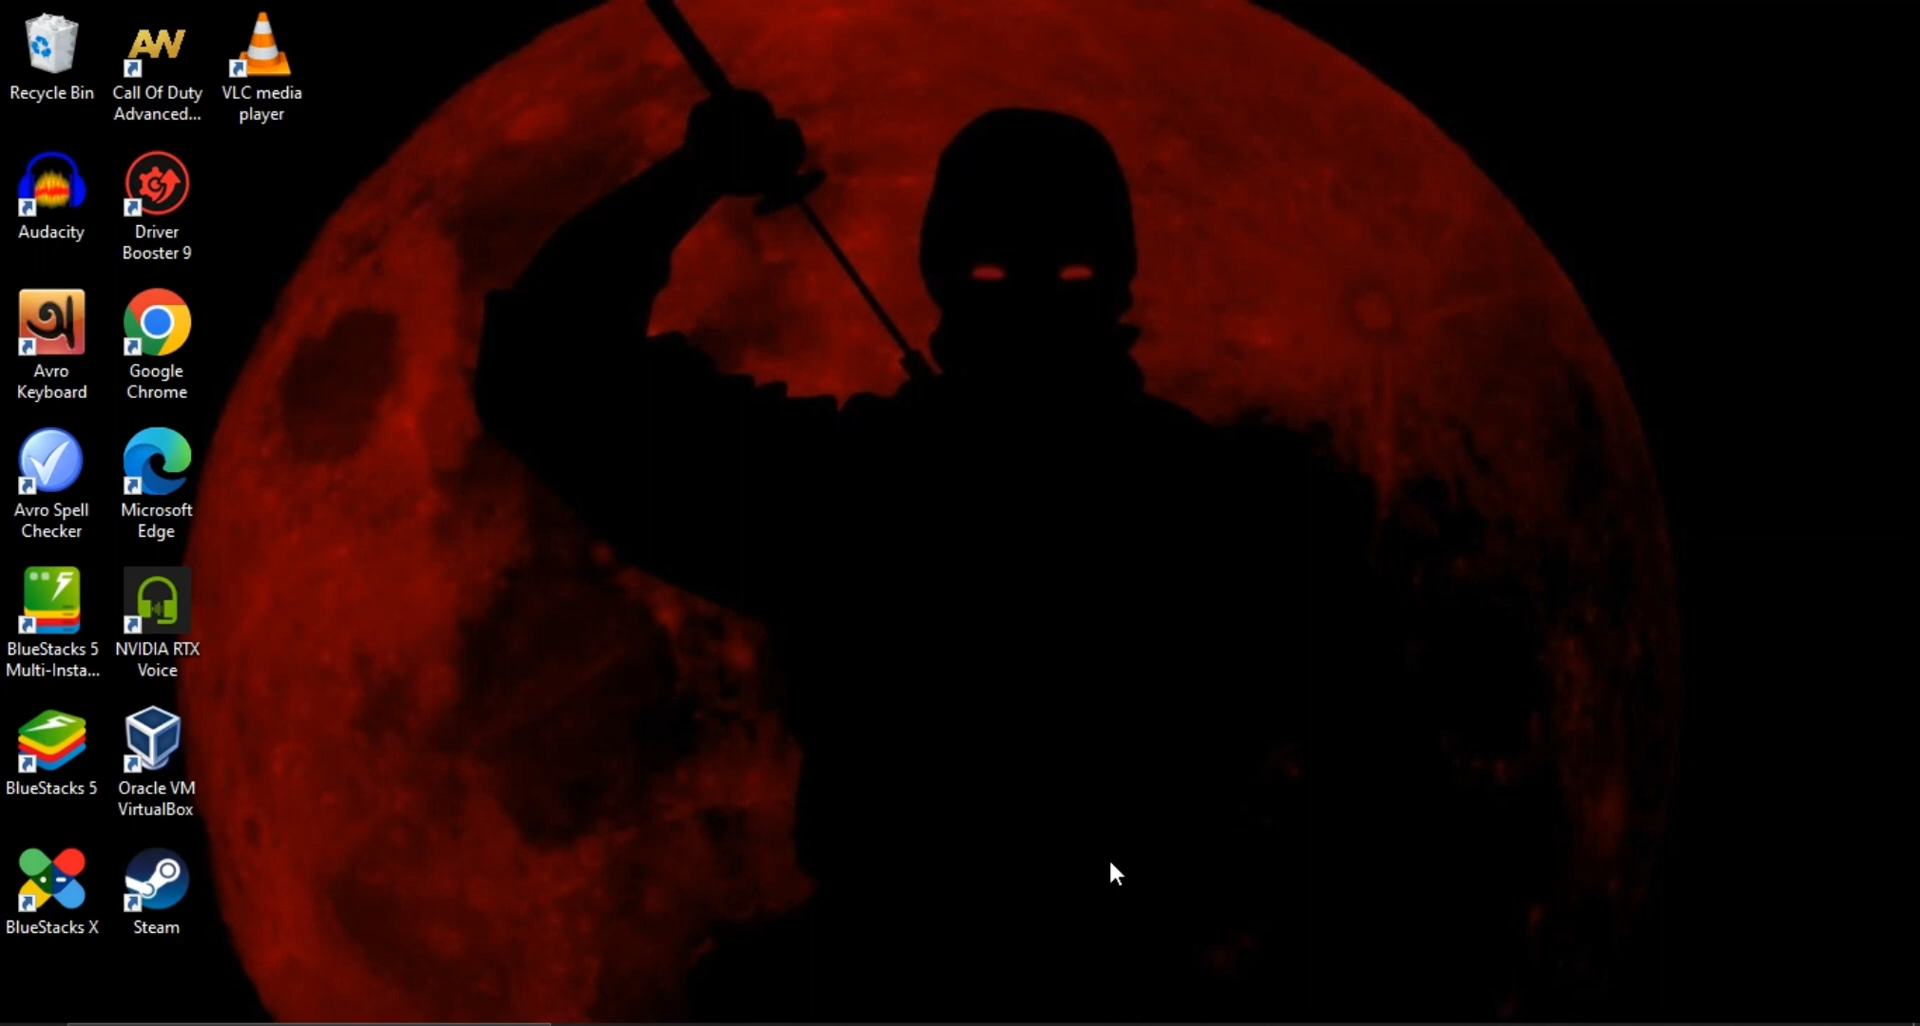 Recycle Bin
Call Of Duty
Advanced...
VLC media
player
Audacity
Driver
Booster 9
অ
Avro
Keyboard
Google
Chrome
Avro Spell
Checker
Microsoft
Edge
BlueStacks 5
Multi-Insta...
NVIDIA RTX
Voice
BlueStacks 5
Oracle VM
VirtualBox
BlueStacks X
Steam
AW